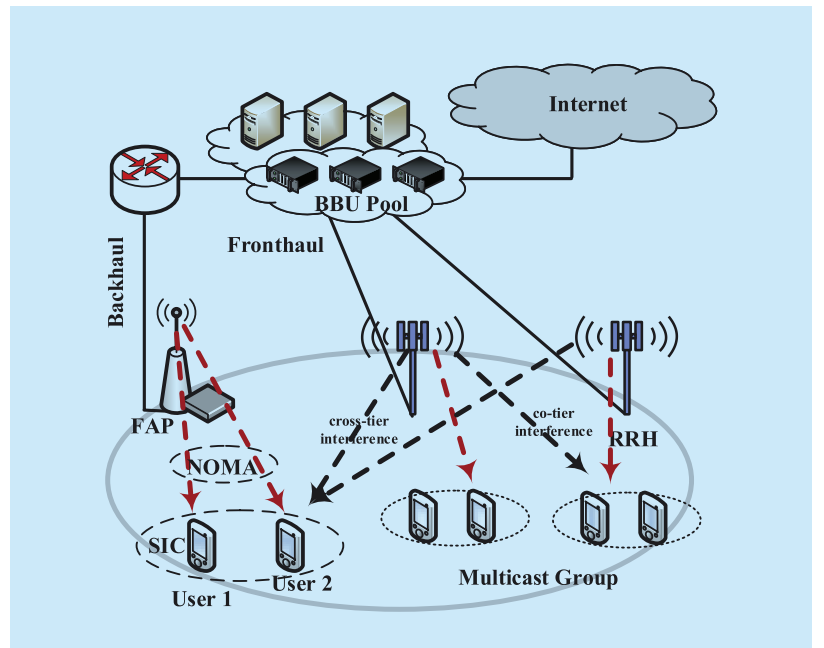 Internet
BBU Pool
Fronthaul
Backhaul
FAP
cross-tier
interference
co-tier
interference
RRH
NOMA
SIC
User 1
User 2
Multicast Group